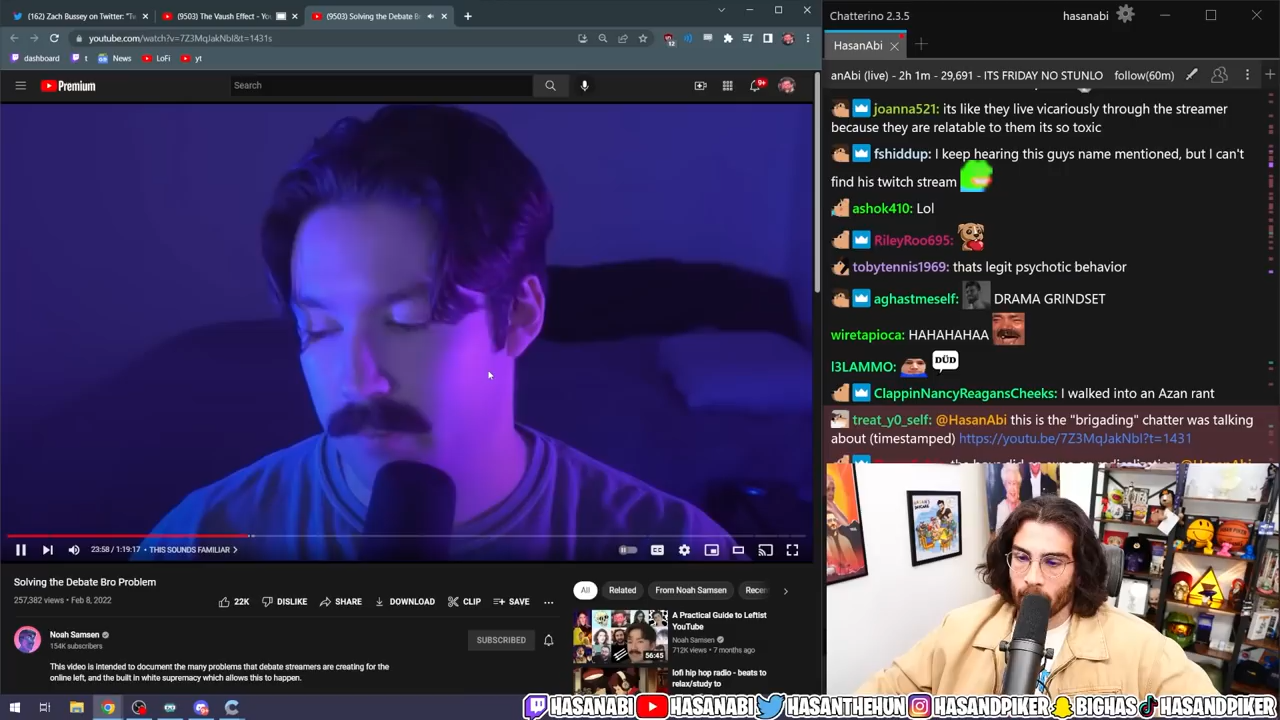 (162) Zach Bussey on Twitter: "Tw
(9503) The Vaush Effect - You
(9503) Solving the Debate B
Chatterino 2.3.5
hasanabi
youtube.com/watch?v=7Z3MqJakNbI&t=1431s
HasanAbi
dashboard
t
News
LoFi
yt
anAbi (live) - 2h 1m - 29,691 - ITS FRIDAY NO STUNLO
follow(60m)
Premium
Search
9+
joanna521: its like they live vicariously through the streamer
because they are relatable to them its so toxic
fshiddup: I keep hearing this guys name mentioned, but I can't
find his twitch stream
ashok410: Lol
RileyRoo695:
tobytennis1969: thats legit psychotic behavior
aghastmeself: DRAMA GRINDSET
wiretapioca: HAHAHAHAA
l3LAMMO: DÜD
ClappinNancyReagansCheeks: I walked into an Azan rant
treat_y0_self: @HasanAbi this is the "brigading" chatter was talking
about (timestamped) https://youtu.be/7Z3MqJakNbI?t=1431
23:58 / 1:19:17 • THIS SOUNDS FAMILIAR
Solving the Debate Bro Problem
257,382 views • Feb 8, 2022
22K
DISLIKE
SHARE
DOWNLOAD
CLIP
SAVE
All
Related
From Noah Samsen
Recen
Noah Samsen
154K subscribers
SUBSCRIBED
This video is intended to document the many problems that debate streamers are creating for the
online left, and the built in white supremacy which allows this to happen.
A Practical Guide to Leftist
YouTube
Noah Samsen
712K views • 7 months ago
56:45
lofi hip hop radio - beats to
relax/study to
HASANABI
HASANABI
HASANTHEHUN
HASANDPIKER
BIGHAS
HASANDPIKER